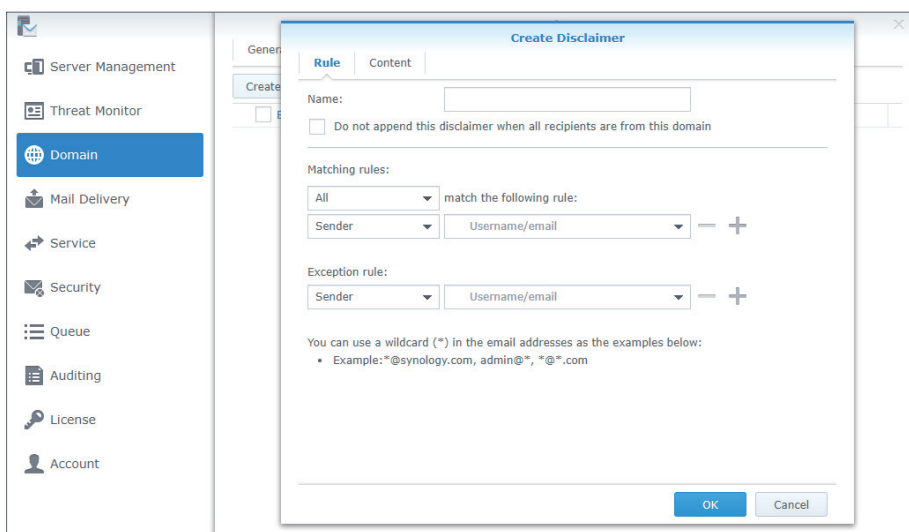 Server Management
Threat Monitor
Domain
Mail Delivery
Service
Security
Queue
Auditing
License
Account
Create
Create Disclaimer
Rule Content
Name:
Do not append this disclaimer when all recipients are from this domain
Matching rules:
All match the following rule:
Sender Username/email
Exception rule:
Sender Username/email
You can use a wildcard (*) in the email addresses as the examples below:
• Example:*@synology.com, admin@*, *@*.com
OK Cancel